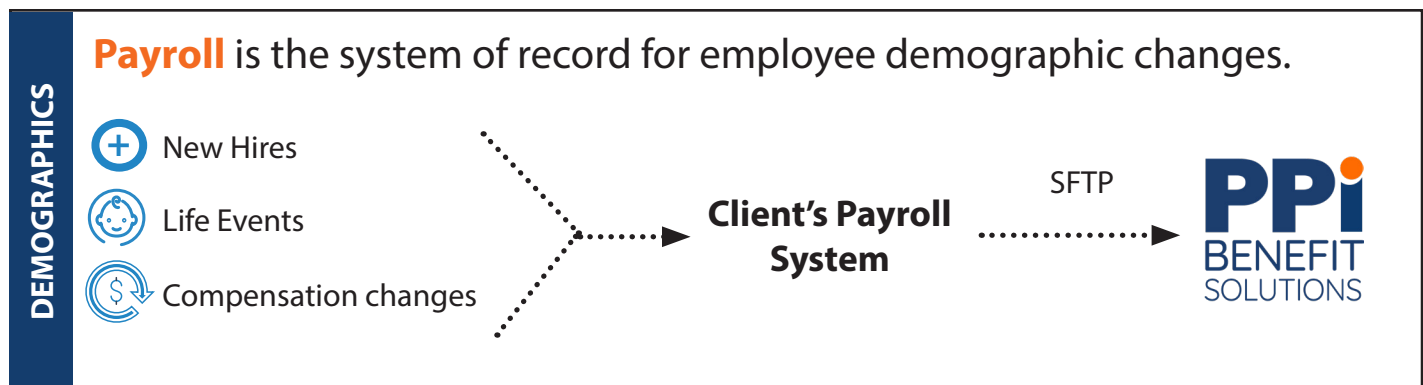 DEMOGRAPHICS
Payroll is the system of record for employee demographic changes.
New Hires
Life Events
$
Compensation changes
Client's Payroll
System
SFTP
PPi
BENEFIT
SOLUTIONS